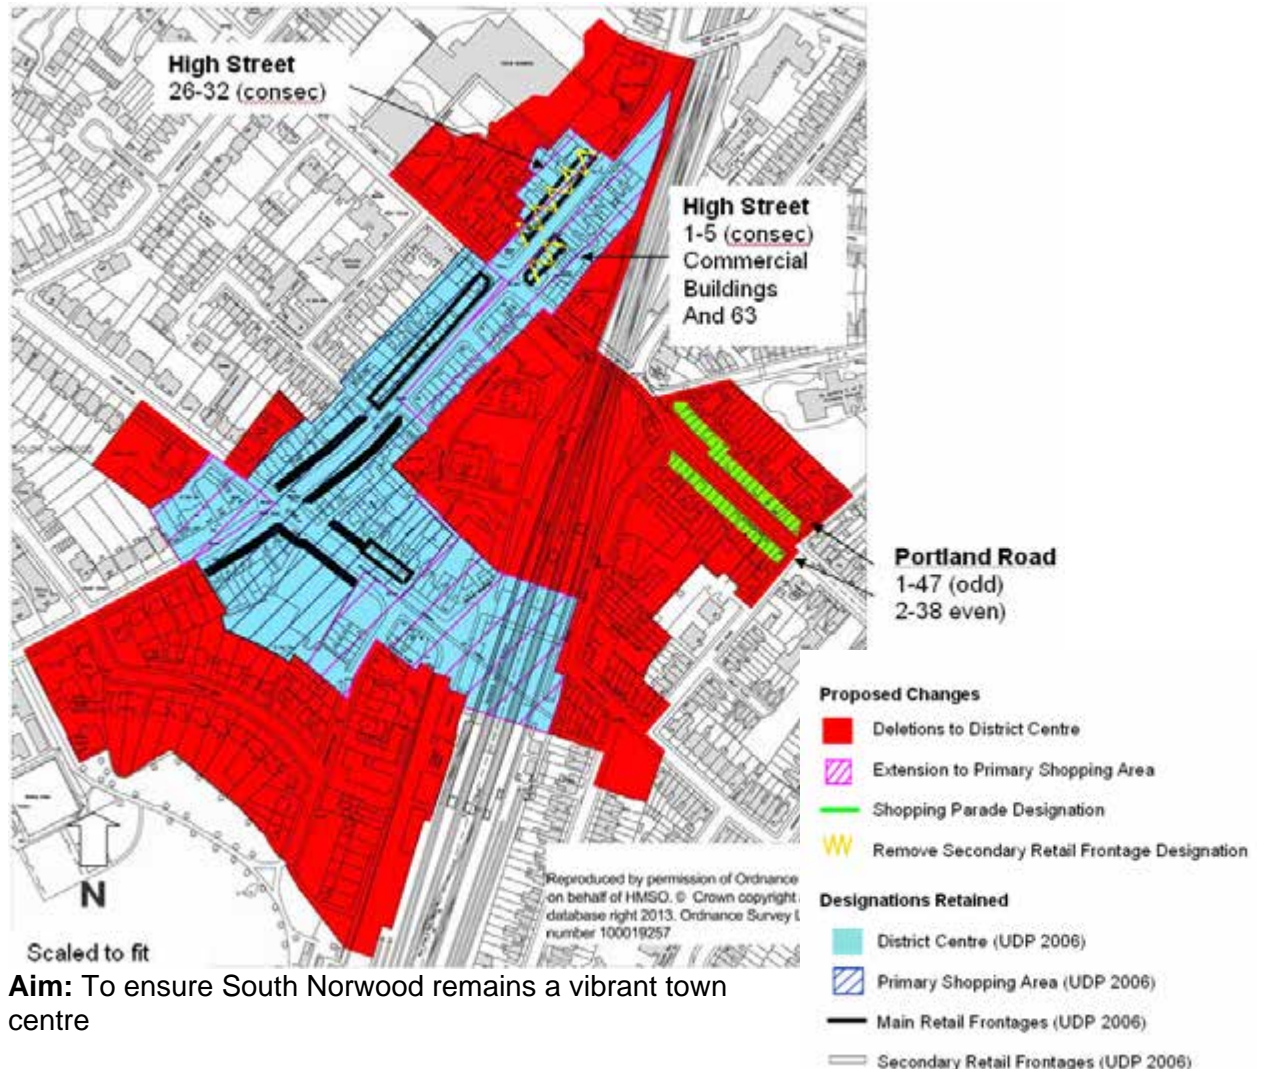 High Street
26-32 (consec)
High Street
1-5 (consec)
Commercial
Buildings
And 63
Portland Road
1-47 (odd)
2-38 even)
Proposed Changes
Deletions to District Centre
Extension to Primary Shopping Area
Shopping Parade Designation
Remove Secondary Retail Frontage Designation
Designations Retained
District Centre (UDP 2006)
Primary Shopping Area (UDP 2006)
Main Retail Frontages (UDP 2006)
Secondary Retail Frontages (UDP 2006)
SOUTH NORWOOD
N
Scaled to fit
Reproduced by permission of Ordnance
on behalf of HMSO. © Crown copyright
database right 2013. Ordnance Survey L
number 100019257
Aim: To ensure South Norwood remains a vibrant town
centre